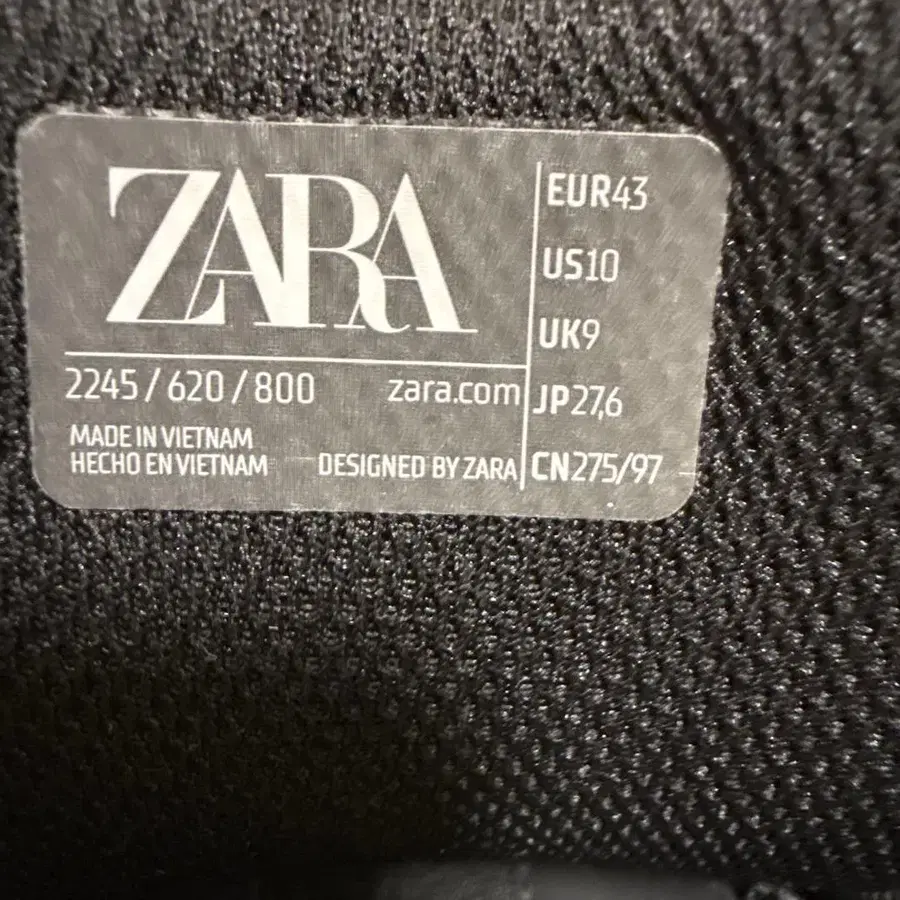 ZARA
2245 / 620 / 800 zara.com
MADE IN VIETNAM
HECHO EN VIETNAM DESIGNED BY ZARA
EUR43
US10
UK9
JP27,6
CN275/97